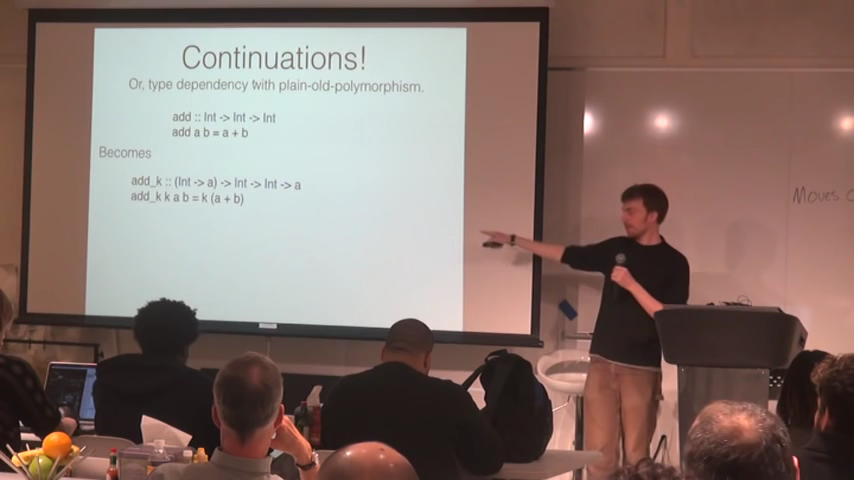 Continuations!
Or, type dependency with plain-old-polymorphism.
add :: Int -> Int -> Int
add a b = a + b
Becomes
add_k :: (Int -> a) -> Int -> Int -> a
add_k k a b = k (a + b)
Moves